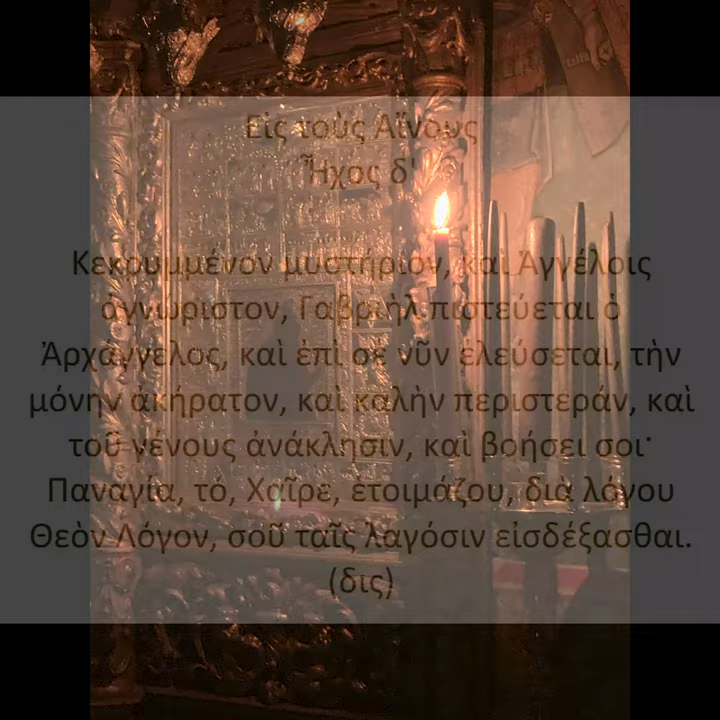 Εἰς τοὺς Αἴνους
Ἦχος δ'
Κεκρυμμένον μυστήριον, καὶ Ἀγγέλοις
ἀγνώριστον, Γαβριὴλ πιστεύεται ὁ
Ἀρχάγγελος, καὶ ἐπὶ σὲ νῦν ἐλεύσεται, τὴν
μόνην ἀκήρατον, καὶ καλὴν περιστεράν, καὶ
τοῦ γένους ἀνάκλησιν, καὶ βοήσει σοι·
Παναγία, τό, Χαῖρε, ἑτοιμάζου, διὰ λόγου
Θεὸν Λόγον, σοῦ ταῖς λαγόσιν εἰσδέξασθαι.
(δις)